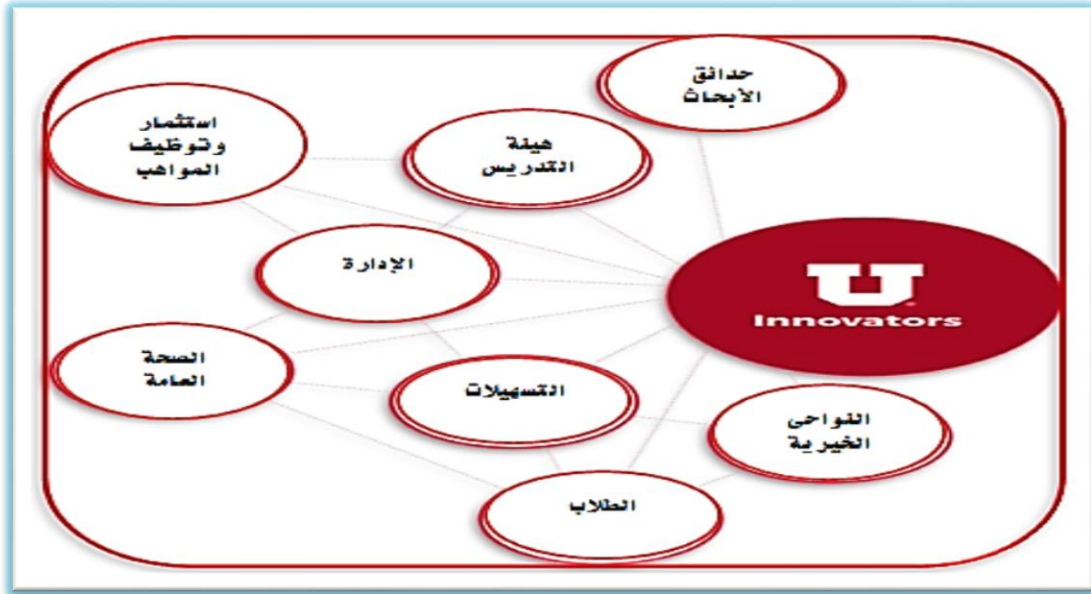 حدائق
الأبحاث
استثمار
وتوظيف
المواهب
هيئة
التدريس
الإدارة
U
Innovators
الصحة
العامة
التسهيلات
النواحى
الخيرية
الطلاب